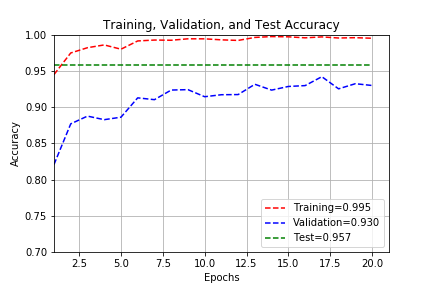 Training, Validation, and Test Accuracy
1.00
0.95
0.90
0.85
0.80
0.75
0.70
Accuracy
Training=0.995
Validation=0.930
Test=0.957
2.5 5.0 7.5 10.0 12.5 15.0 17.5 20.0
Epochs